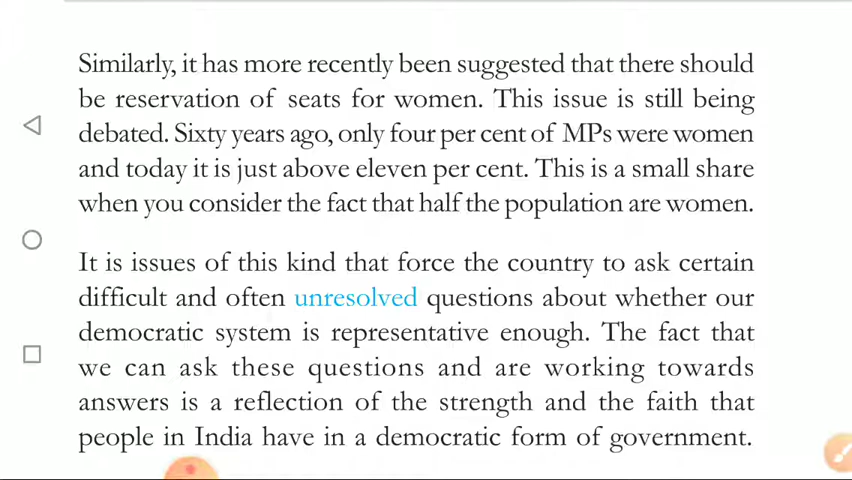 Similarly, it has more recently been suggested that there should
be reservation of seats for women. This issue is still being
debated. Sixty years ago, only four per cent of MPs were women
and today it is just above eleven per cent. This is a small share
when you consider the fact that half the population are women.
It is issues of this kind that force the country to ask certain
difficult and often unresolved questions about whether our
democratic system is representative enough. The fact that
we can ask these questions and are working towards
answers is a reflection of the strength and the faith that
people in India have in a democratic form of government.